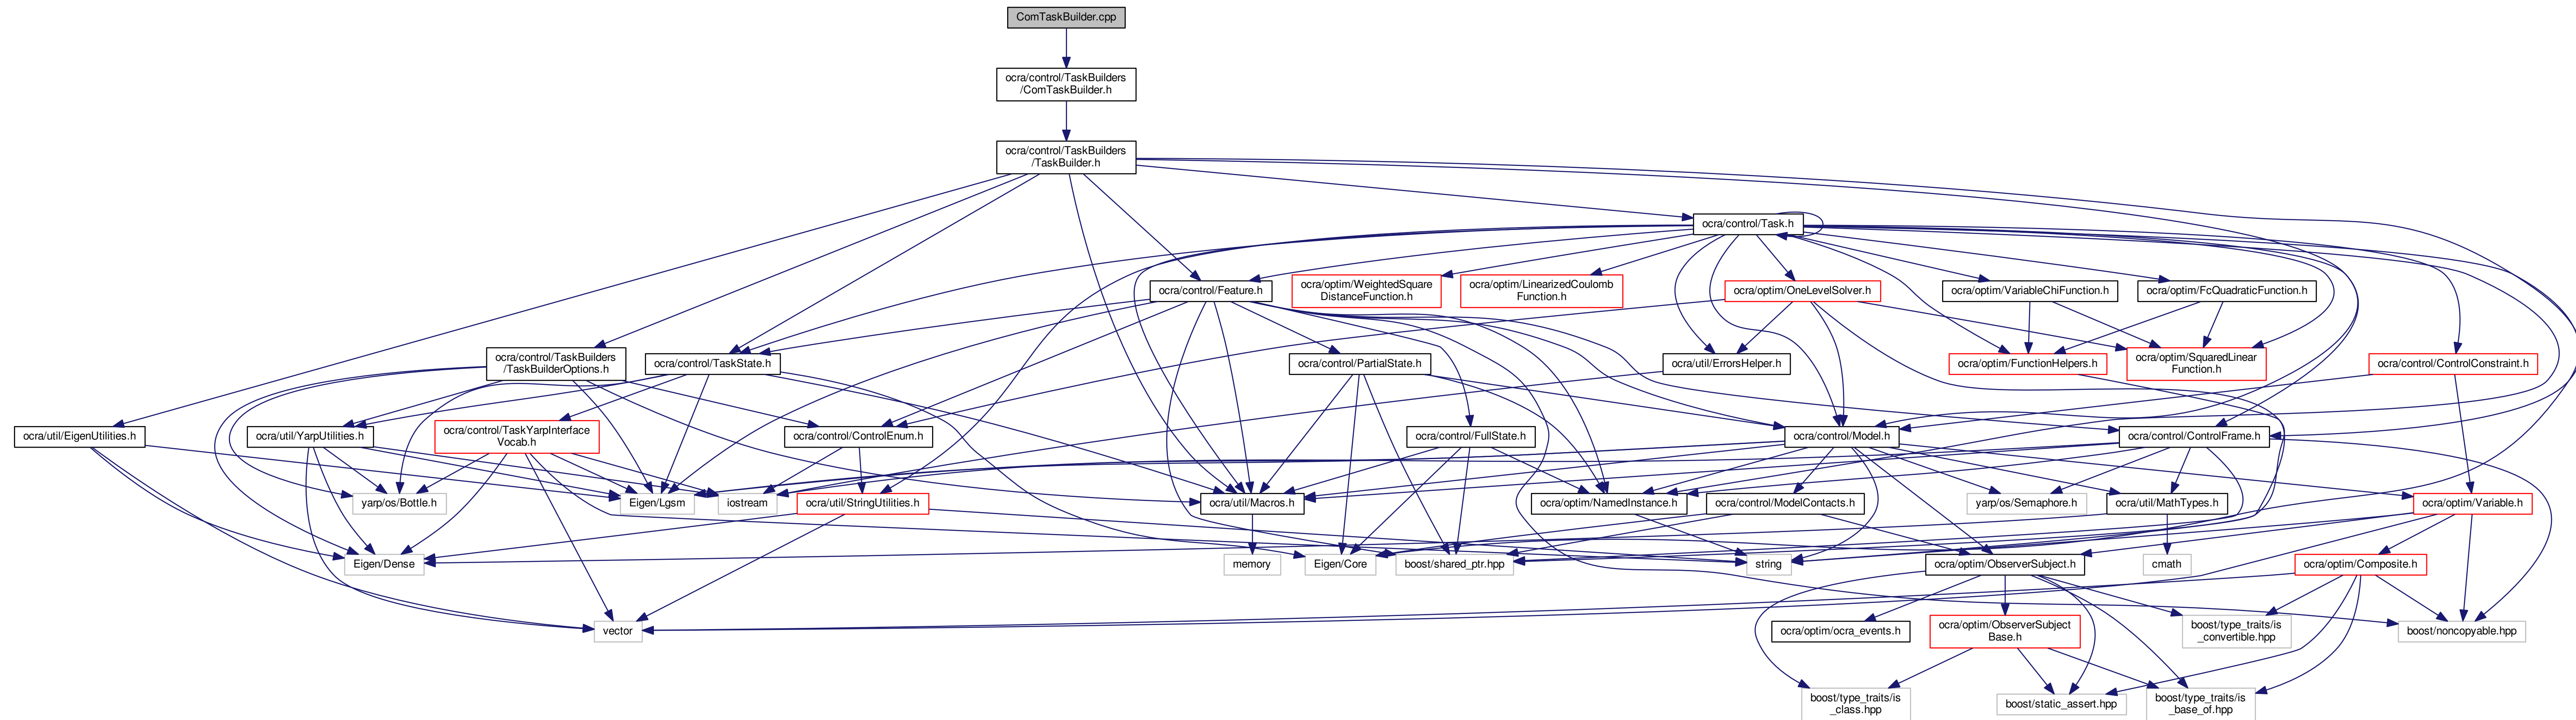 ComTaskBuilder.cpp
ocra/control/TaskBuilders
/ComTaskBuilder.h
ocra/control/TaskBuilders
/TaskBuilder.h
ocra/control/Task.h
ocra/control/Feature.h
ocra/optim/WeightedSquare
DistanceFunction.h
ocra/optim/LinearizedCoulomb
Function.h
ocra/optim/OneLevelSolver.h
ocra/optim/VariableChiFunction.h
ocra/optim/FcQuadraticFunction.h
ocra/control/TaskBuilders
/TaskBuilderOptions.h
ocra/control/TaskState.h
ocra/control/PartialState.h
ocra/util/ErrorsHelper.h
ocra/optim/FunctionHelpers.h
ocra/optim/SquaredLinear
Function.h
ocra/control/ControlConstraint.h
ocra/util/EigenUtilities.h
ocra/util/YarpUtilities.h
ocra/control/TaskYarpInterface
Vocab.h
ocra/control/ControlEnum.h
ocra/control/FullState.h
ocra/control/Model.h
ocra/control/ControlFrame.h
yarp/os/Bottle.h
Eigen/Lgsm
iostream
ocra/util/StringUtilities.h
ocra/util/Macros.h
ocra/optim/NamedInstance.h
ocra/control/ModelContacts.h
yarp/os/Semaphore.h
ocra/util/MathTypes.h
ocra/optim/Variable.h
Eigen/Dense
memory
Eigen/Core
boost/shared_ptr.hpp
string
ocra/optim/ObserverSubject.h
cmath
ocra/optim/Composite.h
vector
ocra/optim/ocra_events.h
ocra/optim/ObserverSubject
Base.h
boost/type_traits/is
_convertible.hpp
boost/noncopyable.hpp
boost/type_traits/is
_class.hpp
boost/static_assert.hpp
boost/type_traits/is
_base_of.hpp